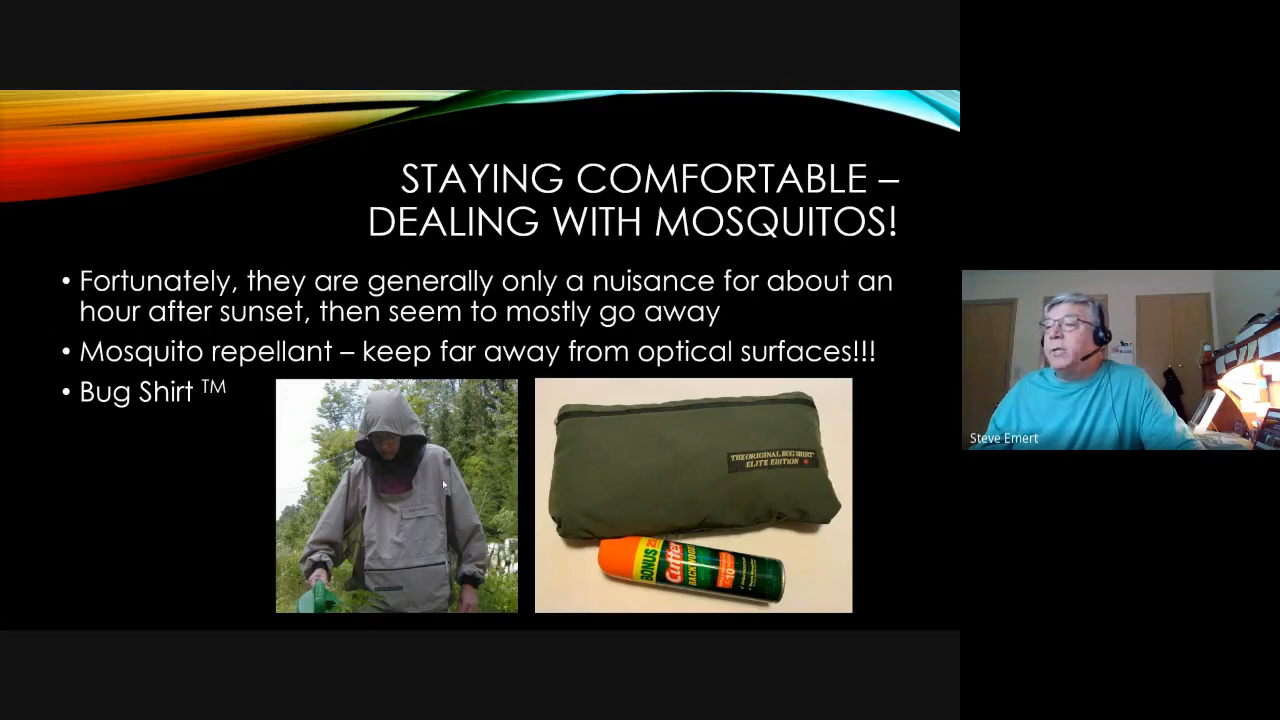 STAYING COMFORTABLE –
DEALING WITH MOSQUITOS!
• Fortunately, they are generally only a nuisance for about an
hour after sunset, then seem to mostly go away
• Mosquito repellant – keep far away from optical surfaces!!!
• Bug Shirt TM
THE ORIGINAL BUG SHIRT
ELITE EDITION
BONUS
Cutter
BACKWOODS
10
Steve Emert